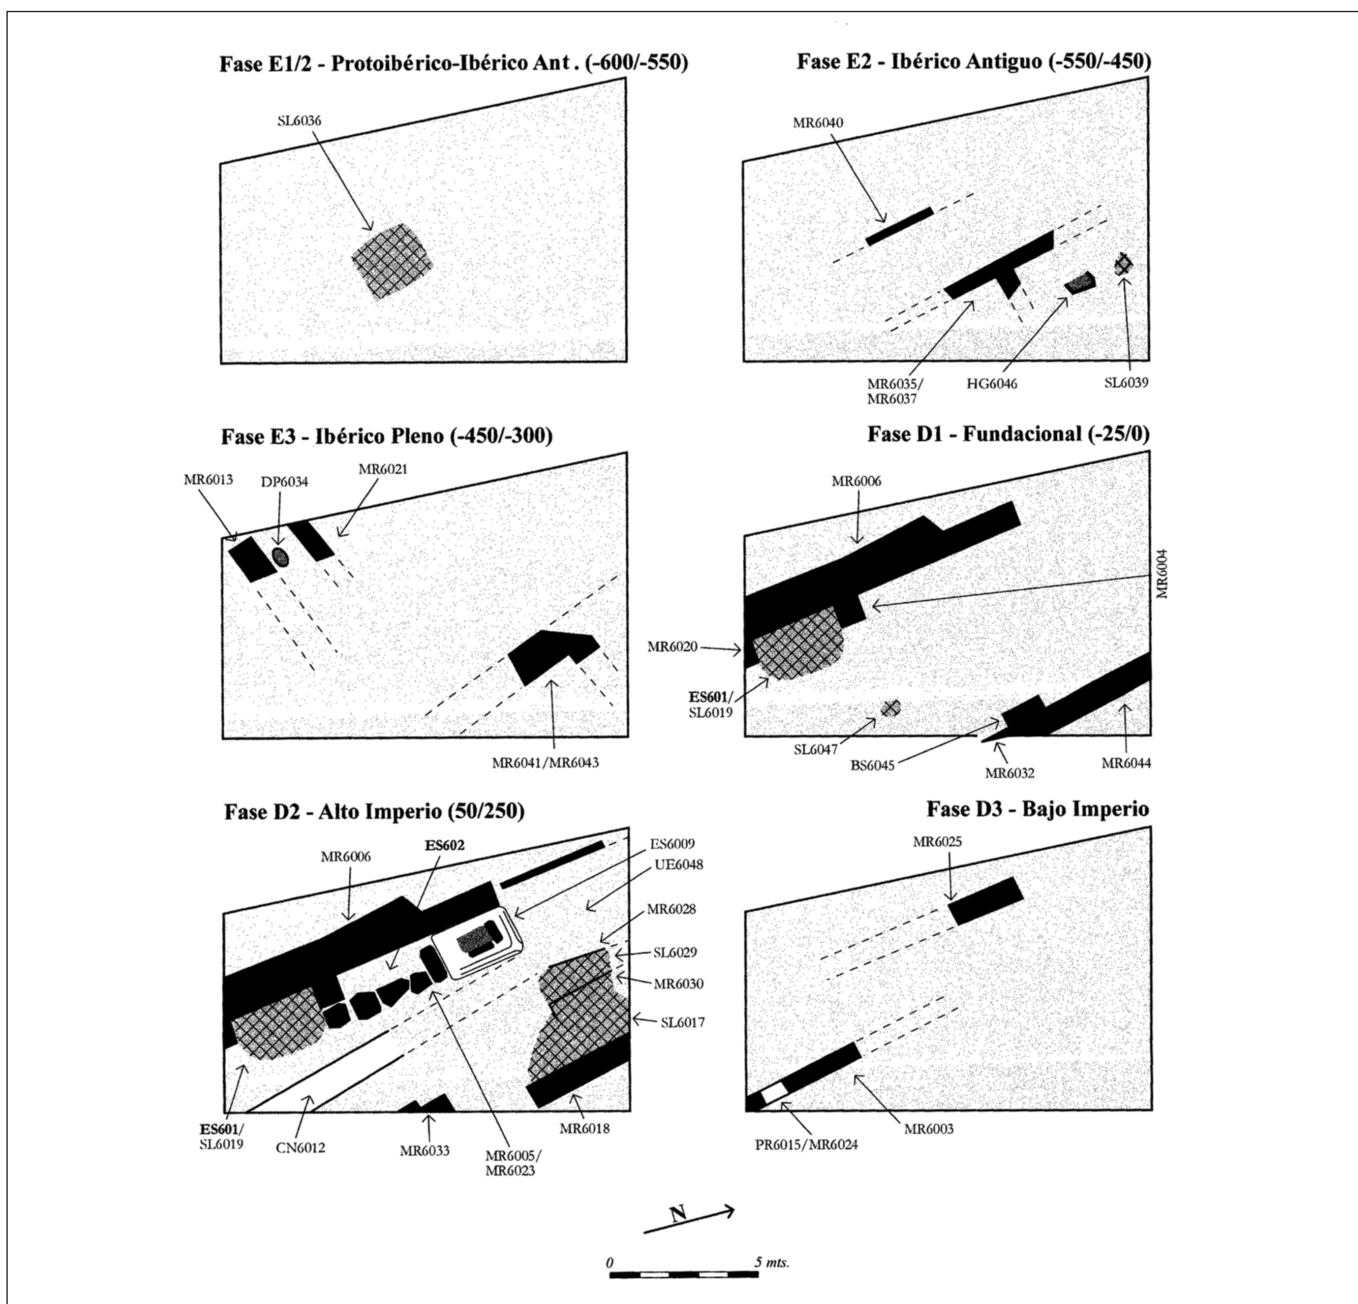 Fase E1/2 - Protoibérico-Ibérico Ant . (-600/-550)
SL6036
Fase E2 - Ibérico Antiguo (-550/-450)
MR6040
MR6035/
MR6037
HG6046
SL6039
Fase E3 - Ibérico Pleno (-450/-300)
MR6013
DP6034
MR6021
MR6041/MR6043
Fase D1 - Fundacional (-25/0)
MR6006
MR6004
MR6020
ES601/
SL6019
SL6047
BS6045
MR6032
MR6044
Fase D2 - Alto Imperio (50/250)
MR6006
ES602
ES6009
UE6048
MR6028
SL6029
MR6030
SL6017
ES601/
SL6019
CN6012
MR6033
MR6005/
MR6023
MR6018
Fase D3 - Bajo Imperio
MR6025
MR6003
PR6015/MR6024
N
0 5 mts.